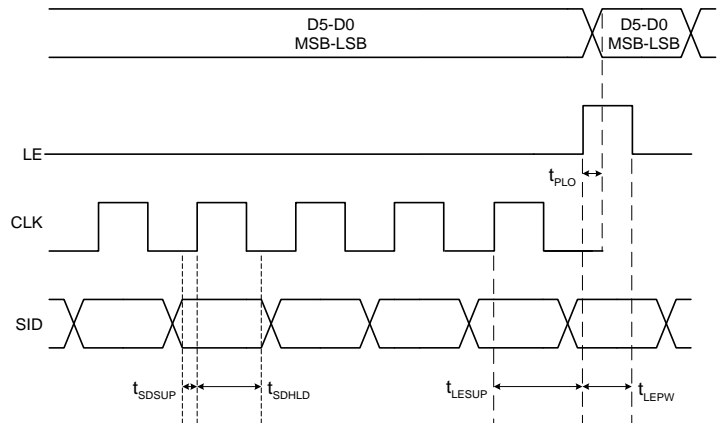 D5-D0
MSB-LSB
D5-D0
MSB-LSB
LE
tPLO
CLK
SID
tSDSUP
tSDHLD
tLESUP
tLEPW